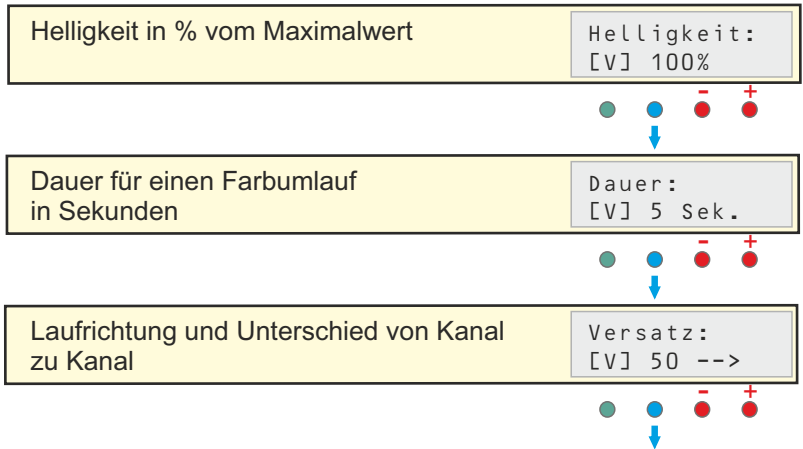 Helligkeit in % vom Maximalwert
Helligkeit:
[V] 100%
- +
Dauer für einen Farbumlauf
in Sekunden
Dauer:
[V] 5 Sek.
- +
Laufrichtung und Unterschied von Kanal
zu Kanal
Versatz:
[V] 50 -->
- +